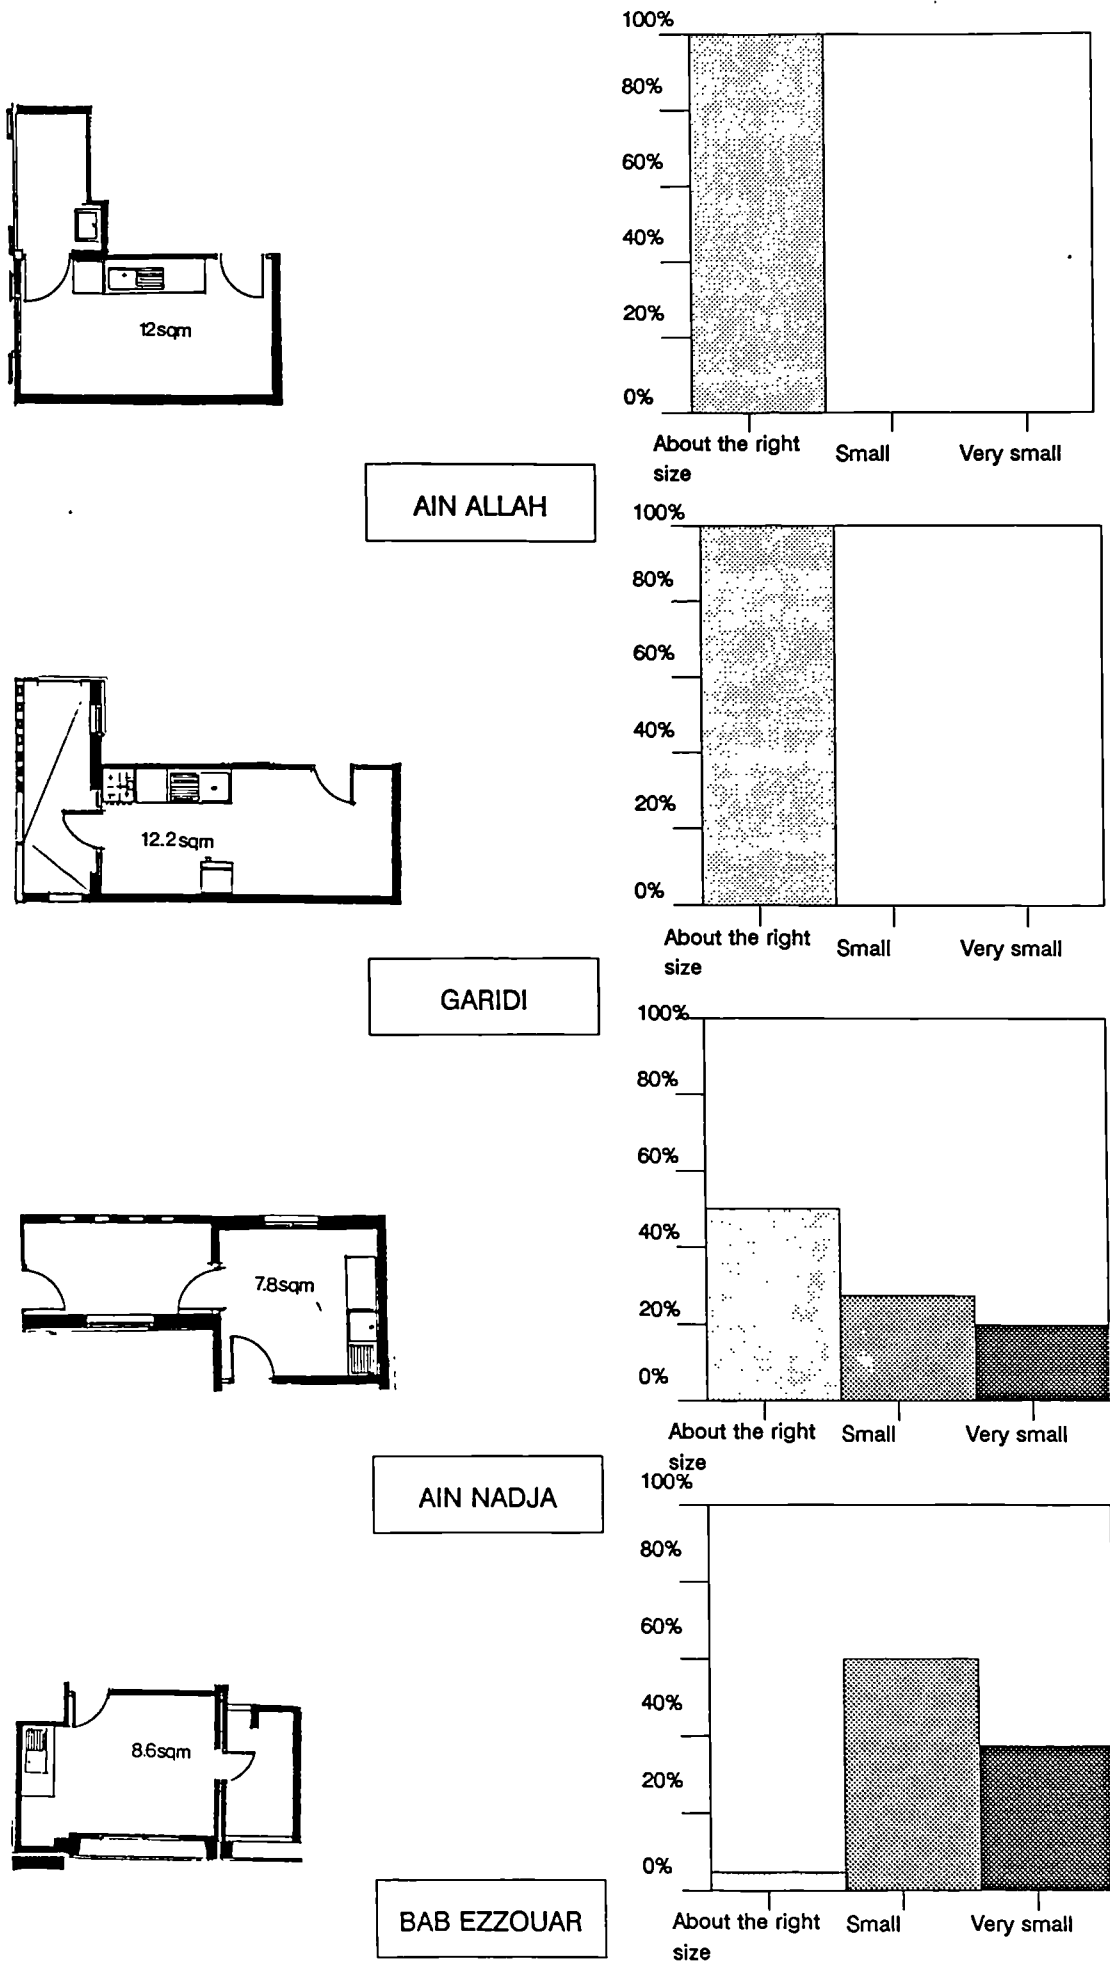 100%
80%
60%
40%
20%
0%
About the right
size
Small
Very small
12sqm
AIN ALLAH
100%
80%
60%
40%
20%
0%
About the right
size
Small
Very small
12.2sqm
GARIDI
100%
80%
60%
40%
20%
0%
About the right
size
Small
Very small
7.8sqm
AIN NADJA
100%
80%
60%
40%
20%
0%
About the right
size
Small
Very small
8.6sqm
BAB EZZOUAR